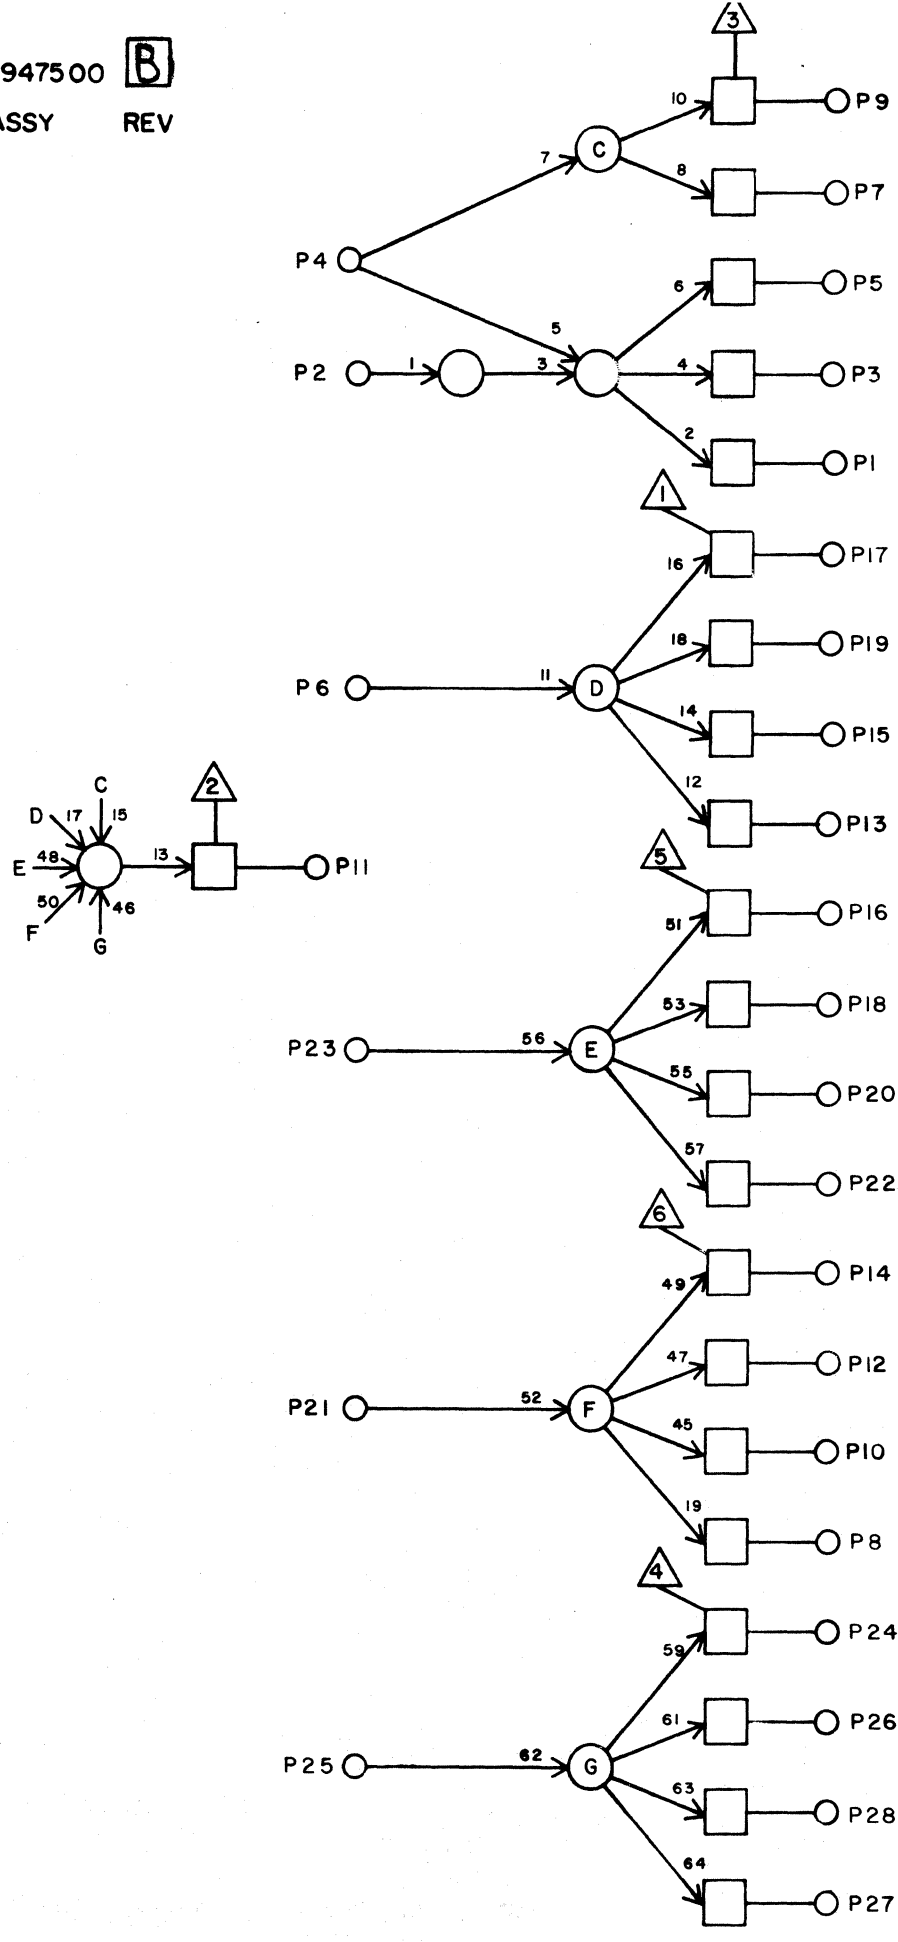 947500 B
ASSY REV
3
10
P9
C
7
8
P7
P4
6
P5
5
P2
1
3
4
P3
2
P1
1
16
P17
18
P19
P6
11
D
14
P15
12
P13
2
C
D
17
15
E
48
13
P11
50
46
F
G
5
51
P16
53
P18
P23
56
E
55
P20
57
P22
6
49
P14
47
P12
P21
52
F
45
P10
19
P8
4
59
P24
61
P26
P25
62
G
63
P28
64
P27